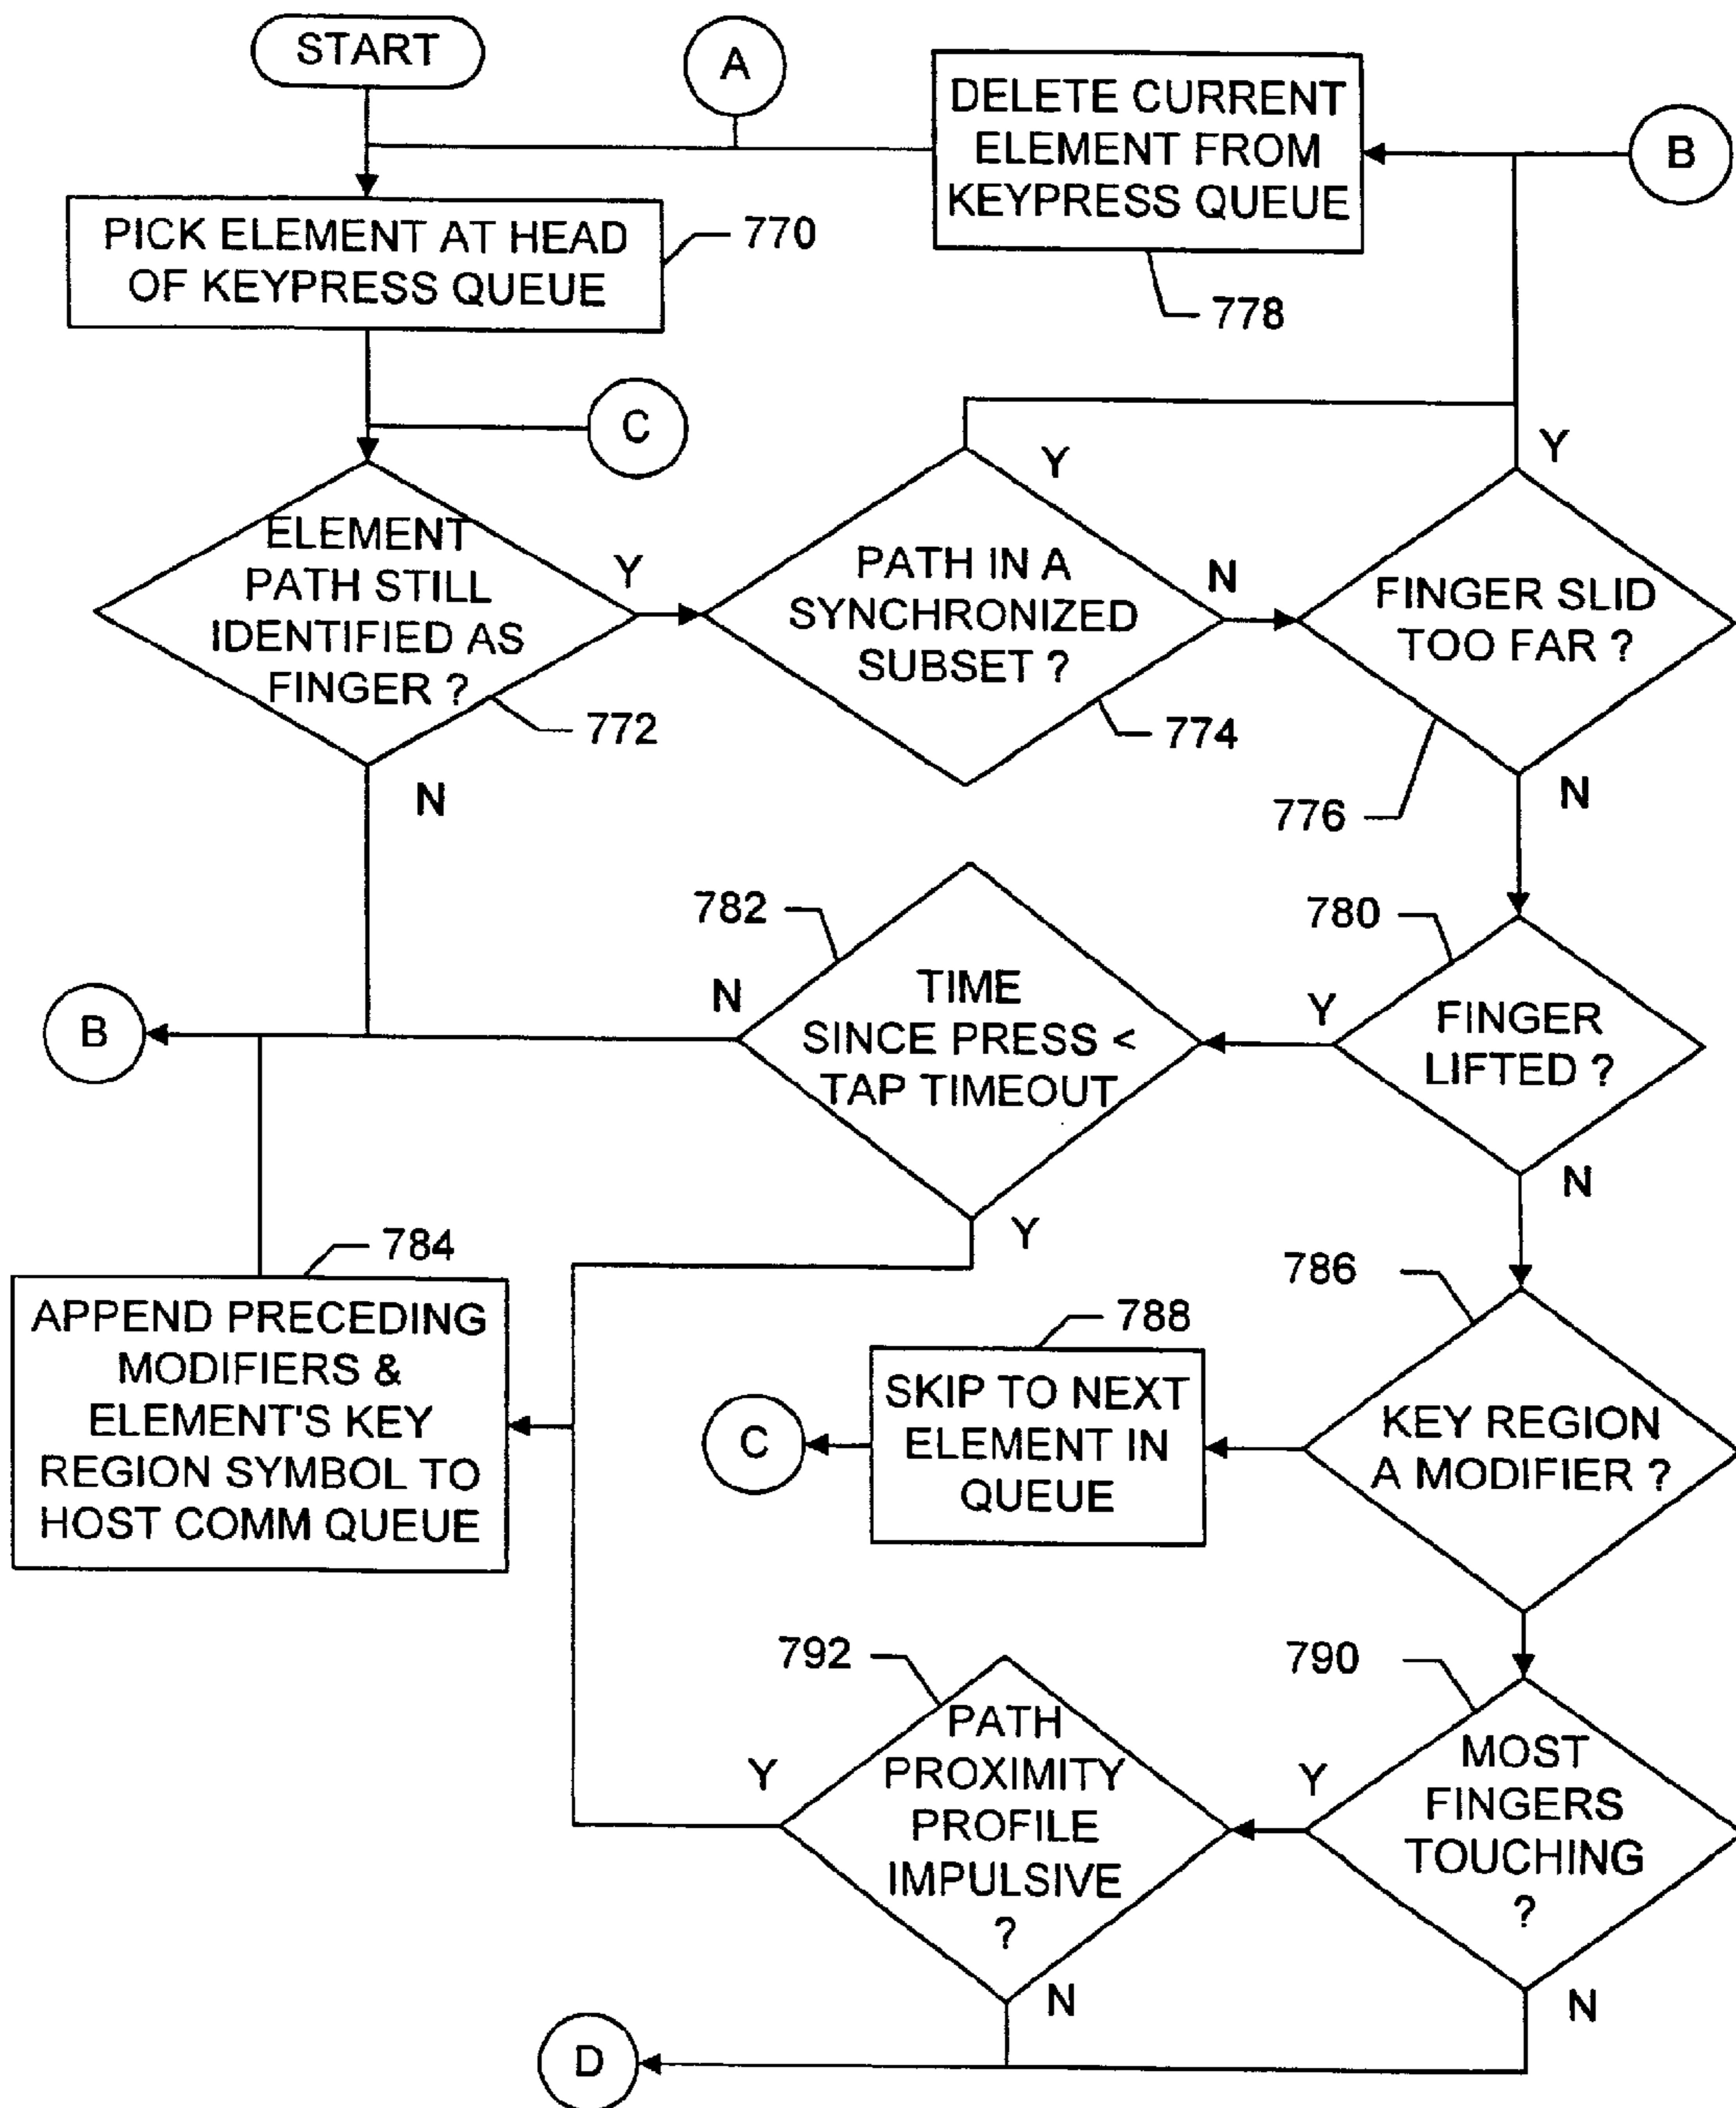 START
A
DELETE CURRENT
ELEMENT FROM
KEYPRESS QUEUE
B
PICK ELEMENT AT HEAD
OF KEYPRESS QUEUE
770
778
C
Y
Y
ELEMENT
PATH STILL
IDENTIFIED AS
FINGER ?
Y
772
N
PATH IN A
SYNCHRONIZED
SUBSET ?
N
774
FINGER SLID
TOO FAR ?
776
N
782
TIME
SINCE PRESS <
TAP TIMEOUT
N
Y
780
FINGER
LIFTED ?
Y
N
B
784
APPEND PRECEDING
MODIFIERS &
ELEMENT'S KEY
REGION SYMBOL TO
HOST COMM QUEUE
788
SKIP TO NEXT
ELEMENT IN
QUEUE
C
786
KEY REGION
A MODIFIER ?
792
PATH
PROXIMITY
PROFILE
IMPULSIVE
?
Y
N
790
MOST
FINGERS
TOUCHING
?
Y
N
D